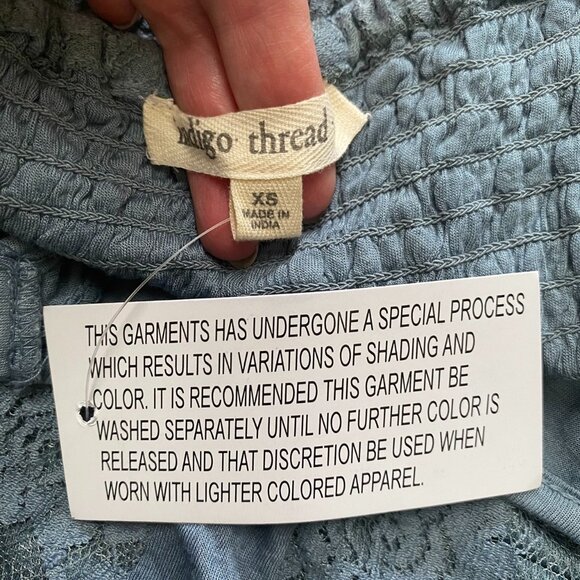 ndigo thread
XS
MADE IN
INDIA
THIS GARMENTS HAS UNDERGONE A SPECIAL PROCESS
WHICH RESULTS IN VARIATIONS OF SHADING AND
COLOR. IT IS RECOMMENDED THIS GARMENT BE
WASHED SEPARATELY UNTIL NO FURTHER COLOR IS
RELEASED AND THAT DISCRETION BE USED WHEN
WORN WITH LIGHTER COLORED APPAREL.